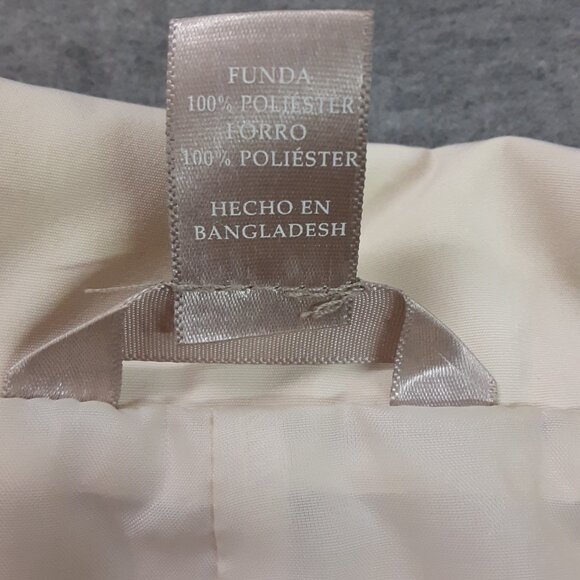 FUNDA
100% POLIÉSTER
FORRO
100% POLIÉSTER
HECHO EN
BANGLADESH